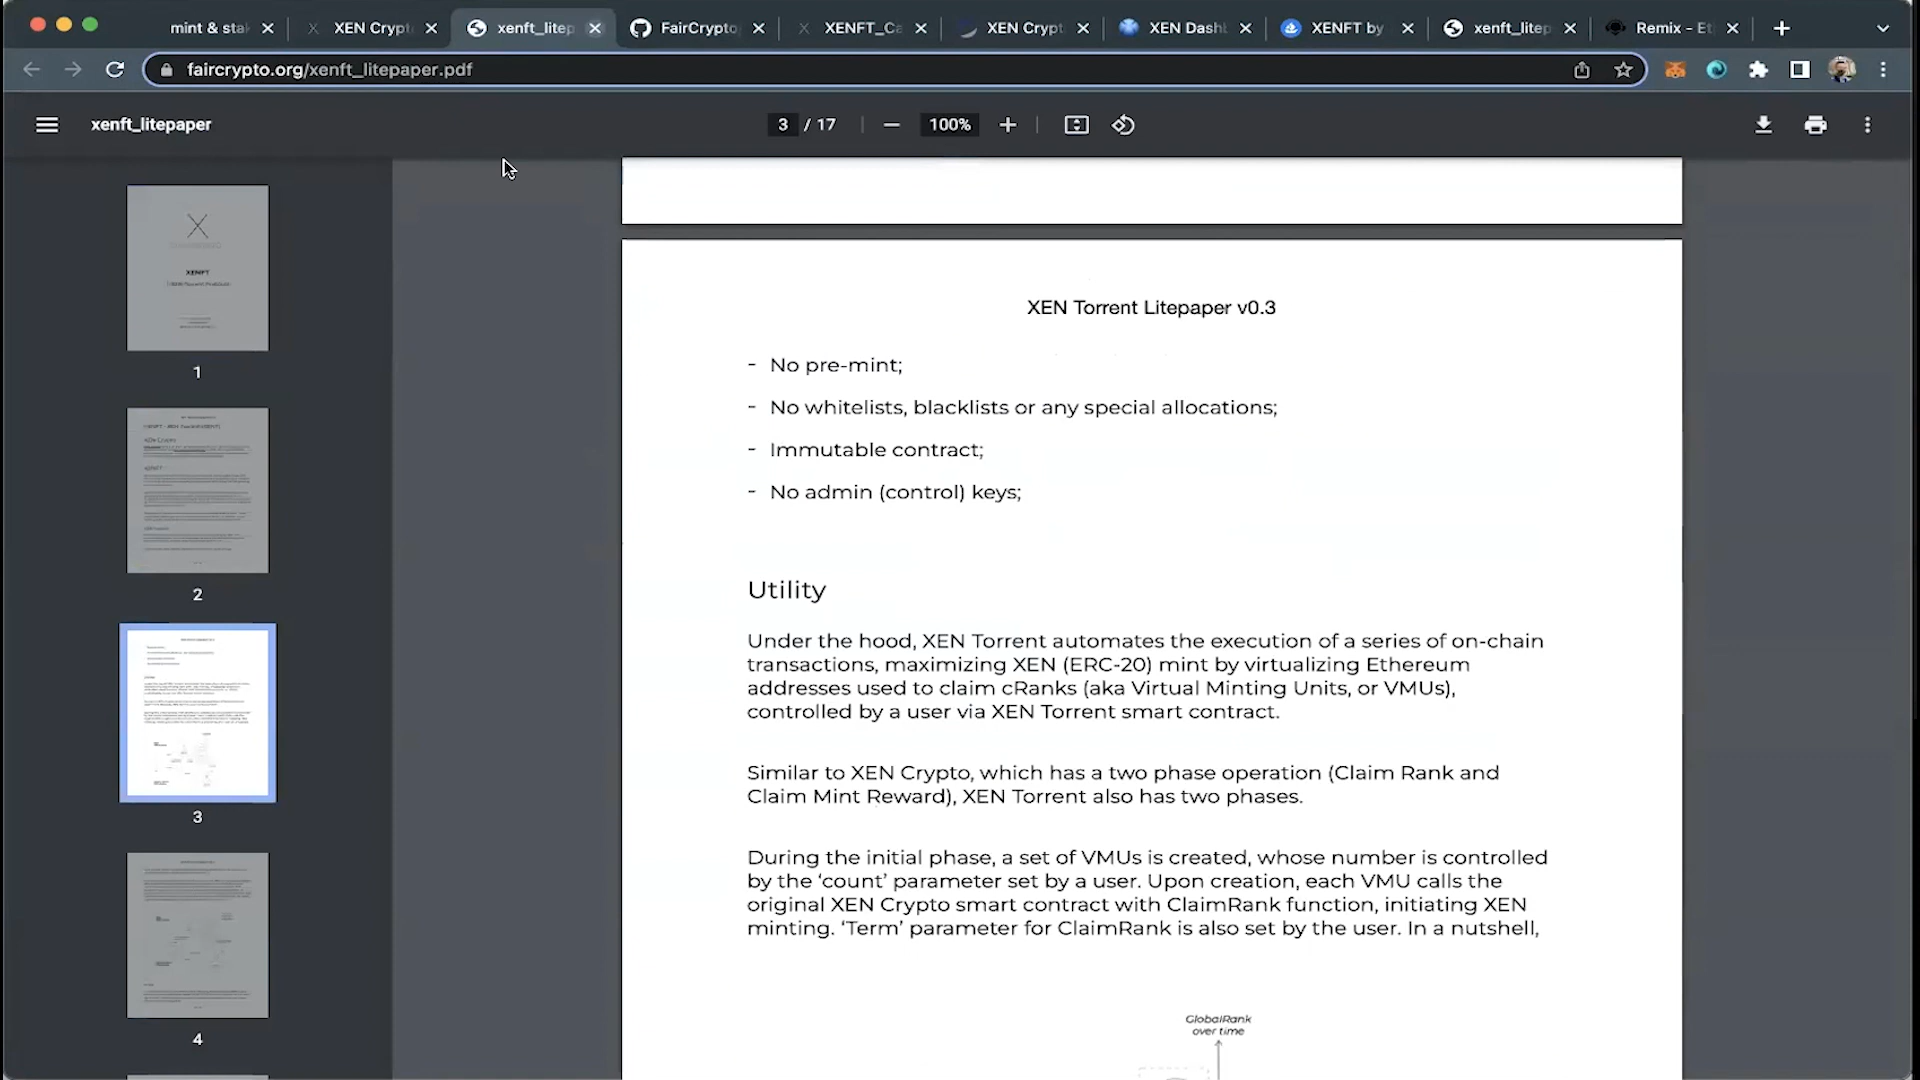 mint & sta
XEN Crypt
xenft_litep
FairCrypto
XENFT_Ca
XEN Crypt
XEN Dash
XENFT by
xenft_litep
Remix - Et
faircrypto.org/xenft_litepaper.pdf
xenft_litepaper
3 / 17
100%
XENFT
1
2
3
4
XEN Torrent Litepaper v0.3
- No pre-mint;
- No whitelists, blacklists or any special allocations;
- Immutable contract;
- No admin (control) keys;
Utility
Under the hood, XEN Torrent automates the execution of a series of on-chain
transactions, maximizing XEN (ERC-20) mint by virtualizing Ethereum
addresses used to claim cRanks (aka Virtual Minting Units, or VMUs),
controlled by a user via XEN Torrent smart contract.
Similar to XEN Crypto, which has a two phase operation (Claim Rank and
Claim Mint Reward), XEN Torrent also has two phases.
During the initial phase, a set of VMUs is created, whose number is controlled
by the ‘count’ parameter set by a user. Upon creation, each VMU calls the
original XEN Crypto smart contract with ClaimRank function, initiating XEN
minting. ‘Term’ parameter for ClaimRank is also set by the user. In a nutshell,
GlobalRank
over time